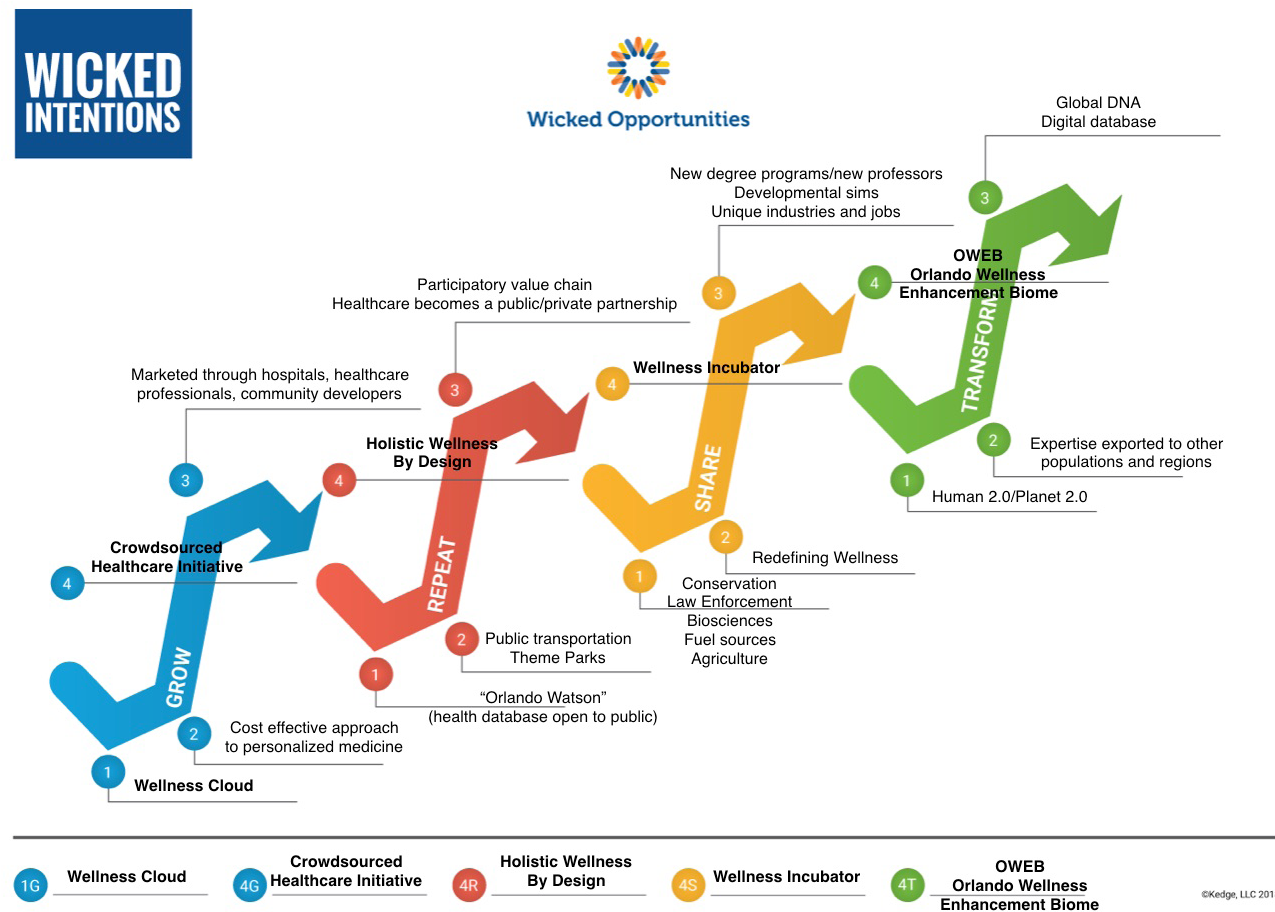 WICKED
INTENTIONS
Wicked Opportunities
Global DNA
Digital database
3
New degree programs/new professors
Developmental sims
Unique industries and jobs
3
4
OWEB
Orlando Wellness
Enhancement Biome
TRANSFORM
2
Expertise exported to other
populations and regions
1
Human 2.0/Planet 2.0
Participatory value chain
Healthcare becomes a public/private partnership
3
4
Wellness Incubator
SHARE
2
Redefining Wellness
1
Conservation
Law Enforcement
Biosciences
Fuel sources
Agriculture
Marketed through hospitals, healthcare
professionals, community developers
3
4
Holistic Wellness
By Design
REPEAT
2
Public transportation
Theme Parks
1
“Orlando Watson”
(health database open to public)
4
Crowdsourced
Healthcare Initiative
GROW
2
Cost effective approach
to personalized medicine
1
Wellness Cloud
1G
Wellness Cloud
4G
Crowdsourced
Healthcare Initiative
4R
Holistic Wellness
By Design
4S
Wellness Incubator
4T
OWEB
Orlando Wellness
Enhancement Biome
©Kedge, LLC